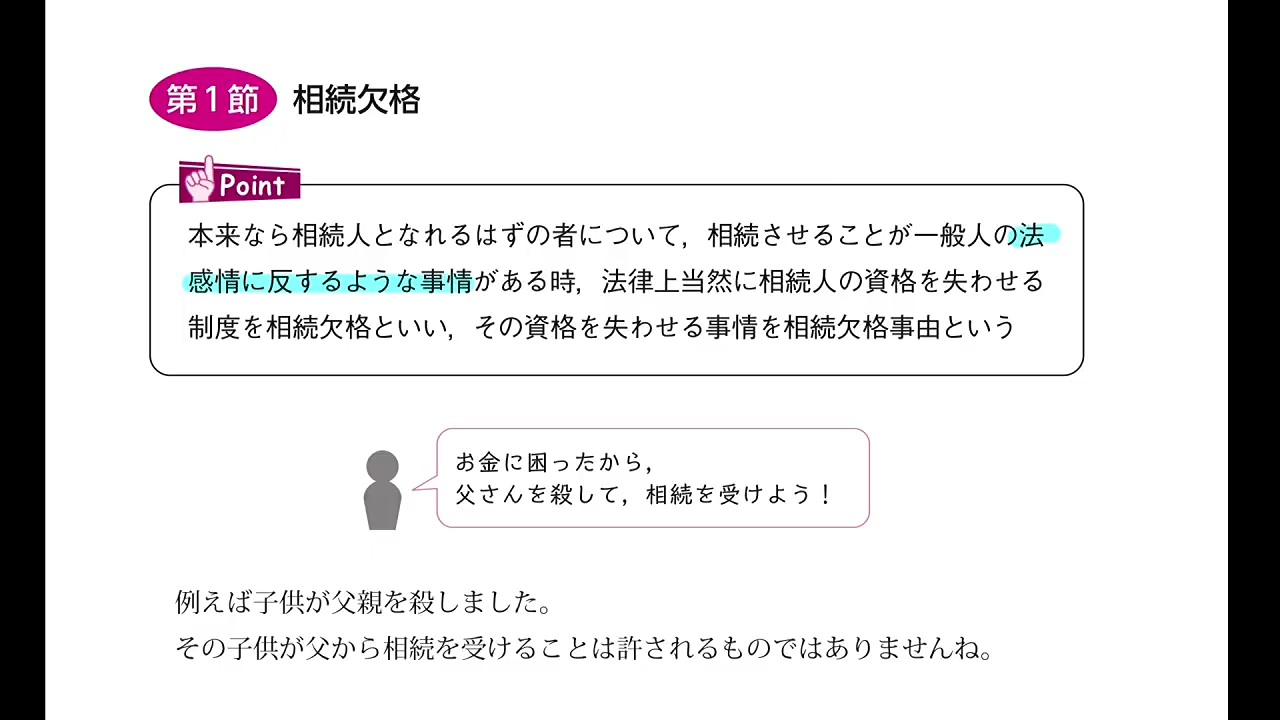 第1節 相続欠格
Point
本来なら相続人となれるはずの者について，相続させることが一般人の法
感情に反するような事情がある時，法律上当然に相続人の資格を失わせる
制度を相続欠格といい，その資格を失わせる事情を相続欠格事由という
お金に困ったから，
父さんを殺して，相続を受けよう！
例えば子供が父親を殺しました。
その子供が父から相続を受けることは許されるものではありませんね。